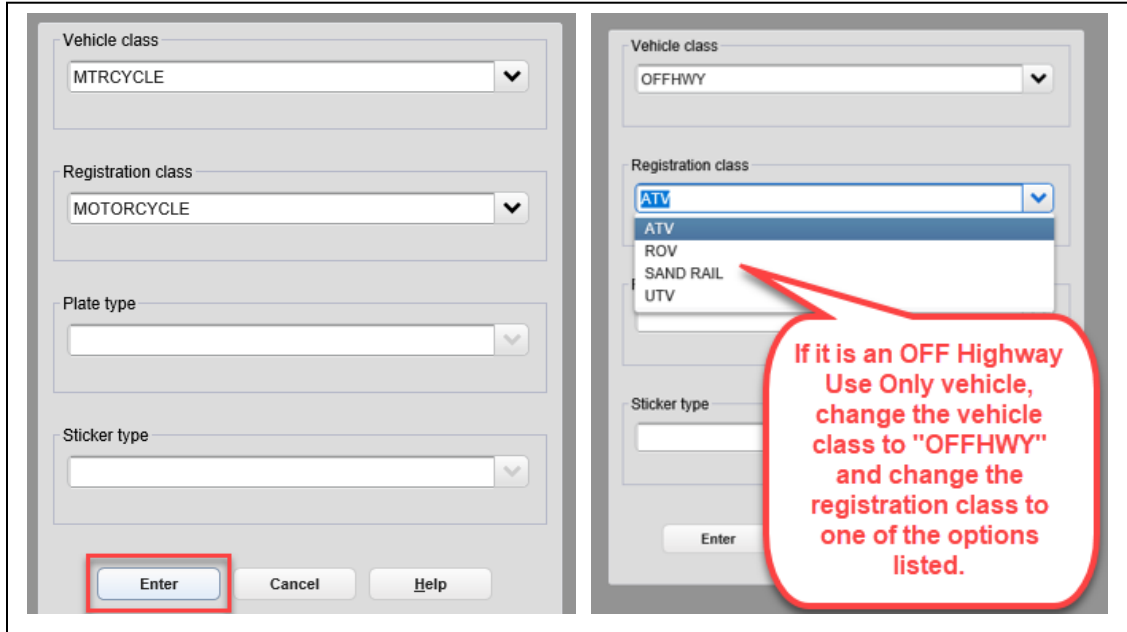 Vehicle class
MTRCYCLE
Registration class
MOTORCYCLE
Plate type
Sticker type
Enter
Cancel
Help
Vehicle class
OFFHWY
Registration class
ATV
ATV
ROV
SAND RAIL
UTV
Sticker type
Enter
If it is an OFF Highway
Use Only vehicle,
change the vehicle
class to "OFFHWY"
and change the
registration class to
one of the options
listed.